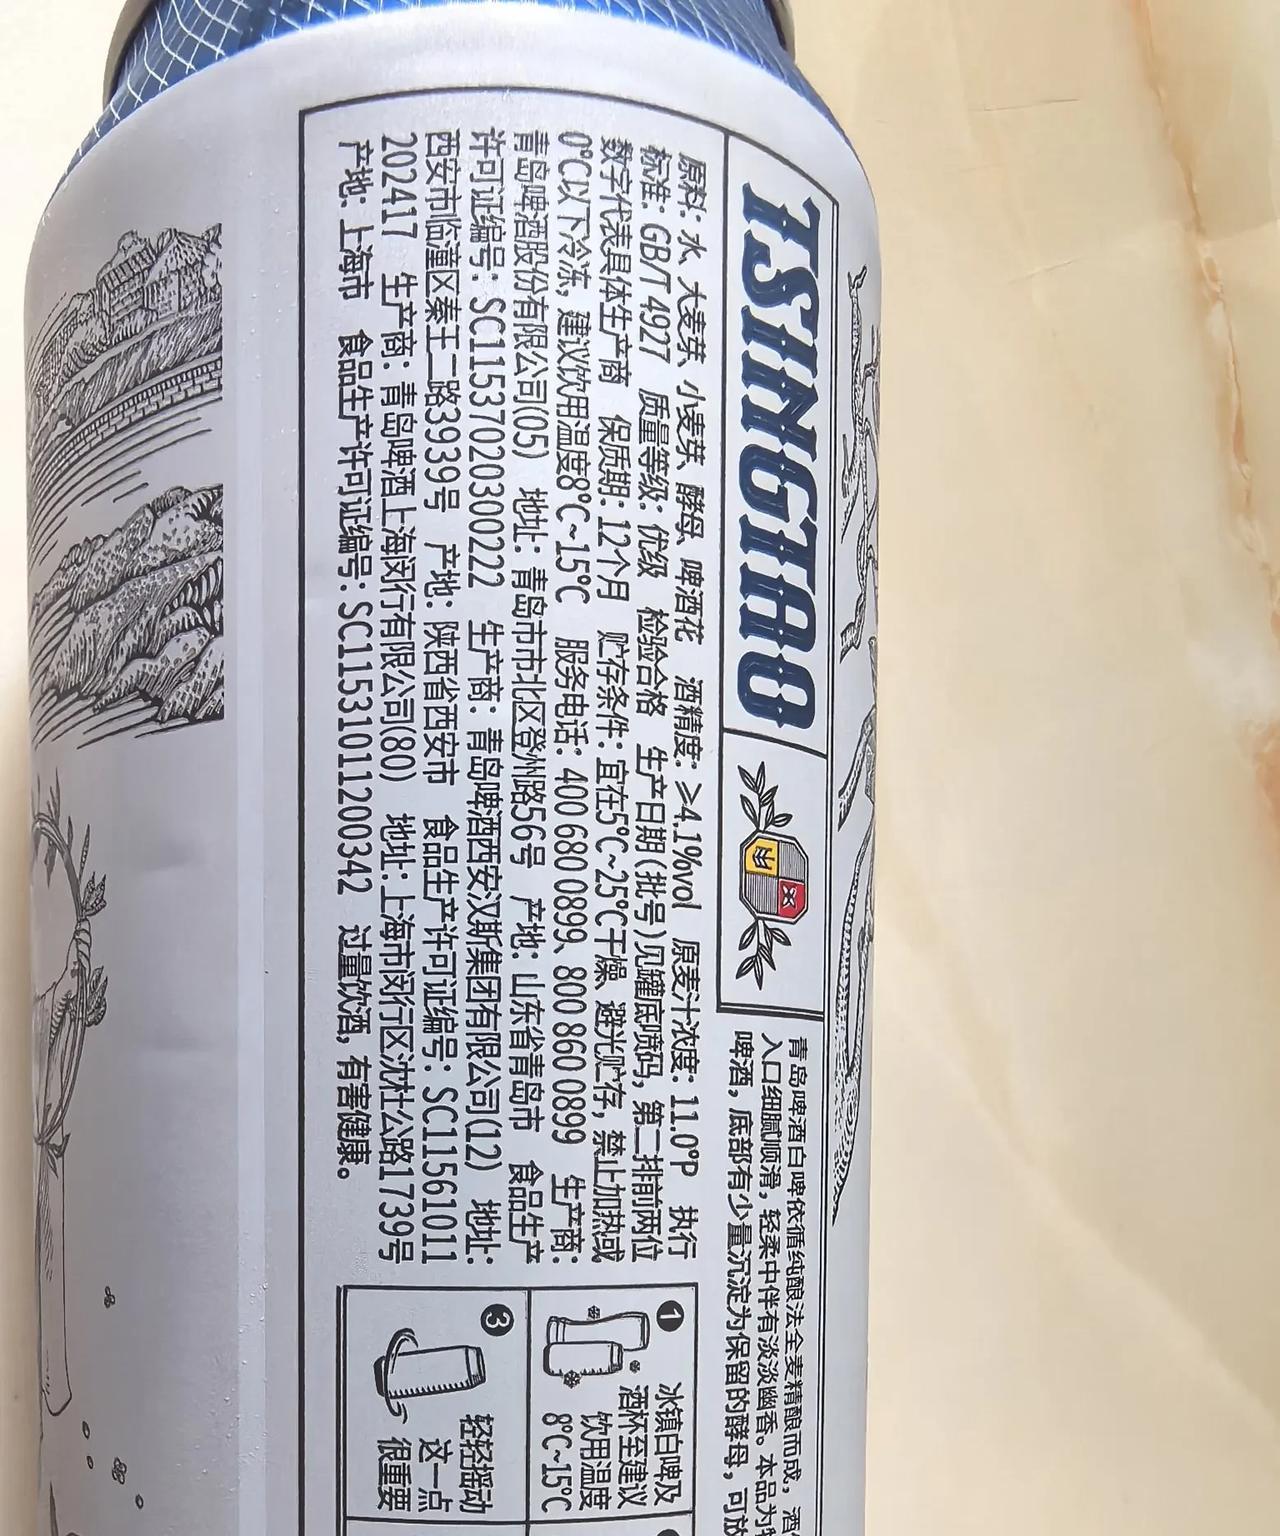 TSINGTAO
青岛啤酒白啤依循纯酿法全麦精酿而成，酒
入口细腻顺滑，轻柔中伴有淡淡幽香。本品为
啤酒，底部有少量沉淀为保留的酵母，可放
原料：水、大麦芽、小麦芽、酵母、啤酒花 酒精度：≥4.1%vol 原麦汁浓度：11.0°P 执行
标准：GB/T 4927 质量等级：优级 检验合格 生产日期(批号)见罐底喷码，第二排前两位
数字代表具体生产商 保质期：12个月 贮存条件：宜在5℃~25℃干燥、避光贮存，禁止加热或
0℃以下冷冻，建议饮用温度8℃~15℃ 服务电话：400 680 0899、800 860 0899 生产商：
青岛啤酒股份有限公司(05) 地址：青岛市市北区登州路56号 产地：山东省青岛市 食品生产
许可证编号：SC11537020300222 生产商：青岛啤酒西安汉斯集团有限公司(12) 地址：
西安市临潼区秦王二路3939号 产地：陕西省西安市 食品生产许可证编号：SC11561011
202417 生产商：青岛啤酒上海闵行有限公司(80) 地址：上海市闵行区沈杜公路1739号
产地：上海市 食品生产许可证编号：SC11531011200342 过量饮酒，有害健康。
1
冰镇白啤及
酒杯至建议
饮用温度
8℃~15℃
3
轻轻摇动
这一点
很重要